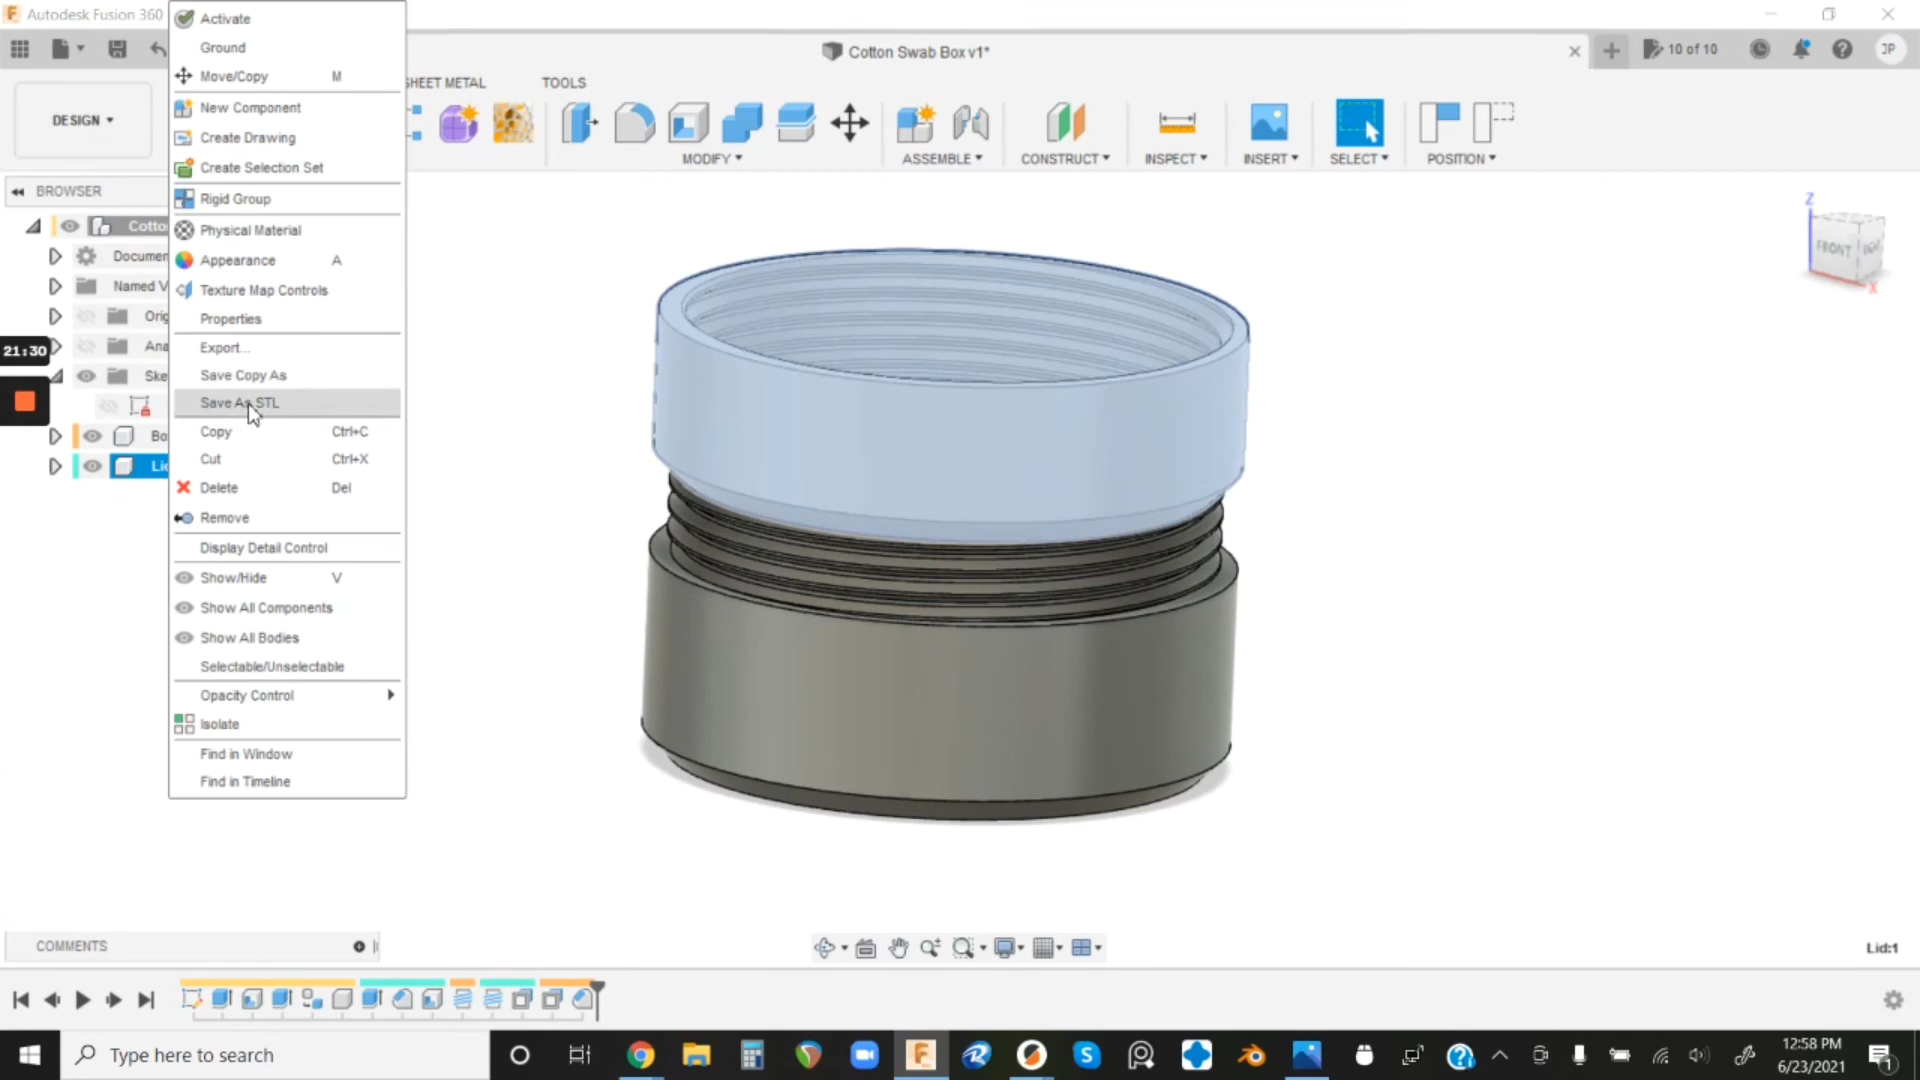 Autodesk Fusion 360
Activate
Ground
Move/Copy M
New Component
Create Drawing
Create Selection Set
Rigid Group
Physical Material
Appearance A
Texture Map Controls
Properties
Export...
Save Copy As
Save As STL
Copy Ctrl+C
Cut Ctrl+X
Delete Del
Remove
Display Detail Control
Show/Hide V
Show All Components
Show All Bodies
Selectable/Unselectable
Opacity Control
Isolate
Find in Window
Find in Timeline
Cotton Swab Box v1*
10 of 10
JP
SHEET METAL TOOLS
DESIGN
MODIFY ASSEMBLE CONSTRUCT INSPECT INSERT SELECT POSITION
BROWSER
Cotto
Documen
Named V
Orig
Ana
Ske
Bo
Lid
21:30
Z
FRONT
X
COMMENTS
Lid:1
Type here to search
12:58 PM
6/23/2021
1